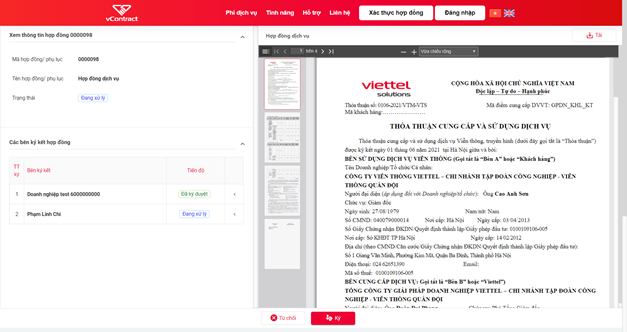 vContract
Phí dịch vụ
Tính năng
Hỗ trợ
Liên hệ
Xác thực hợp đồng
Đăng nhập
Xem thông tin hợp đồng 0000098
Mã hợp đồng/ phụ lục 0000098
Tên hợp đồng/ phụ lục Hợp đồng dịch vụ
Trạng thái Đang xử lý
Các bên ký kết hợp đồng
TT ký Bên ký kết Tiến độ
1 Doanh nghiệp test 6000000000 Đã ký duyệt
2 Phạm Linh Chi Đang xử lý
Hợp đồng dịch vụ
Tải
Vừa chiều rộng
viettel
solutions
CỘNG HÒA XÃ HỘI CHỦ NGHĨA VIỆT NAM
Độc lập – Tự do – Hạnh phúc
Thỏa thuận số: 0106-2021/VTM-VTS
Mã điểm cung cấp DVVT: GPDN_KHL_KT
Mã khách hàng:
THỎA THUẬN CUNG CẤP VÀ SỬ DỤNG DỊCH VỤ
Thỏa thuận cung cấp và sử dụng dịch vụ Viễn thông, truyền hình (dưới đây gọi tắt là “Thỏa thuận”)
được ký kết ngày 01 tháng 06 năm 2021 tại Hà Nội giữa và bởi:
BÊN SỬ DỤNG DỊCH VỤ VIỄN THÔNG (Gọi tắt là “Bên A” hoặc “Khách hàng”)
Tên Doanh nghiệp/Tổ chức/Cá nhân:
CÔNG TY VIỄN THÔNG VIETTEL – CHI NHÁNH TẬP ĐOÀN CÔNG NGHIỆP - VIỄN
THÔNG QUÂN ĐỘI
Người đại diện (áp dụng đối với Doanh nghiệp/tổ chức): Ông Cao Anh Sơn
Chức vụ: Giám đốc
Ngày sinh: 27/08/1979 Nam/nữ: Nam
Số CMND: 040079000014 Nơi cấp: Hà Nội Ngày cấp: 03/04/2013
Số Giấy Chứng nhận ĐKDN/Quyết định thành lập/Giấy phép đầu tư: 0100109106-005
Nơi cấp: Sở KHĐT TP Hà Nội Ngày cấp: 14/02/2012
Địa chỉ (theo CMND/Căn cước/Giấy Chứng nhận ĐKDN/Quyết định thành lập/Giấy phép đầu tư):
Số 1 Giang Văn Minh, Phường Kim Mã, Quận Ba Đình, Thành phố Hà Nội
Điện thoại: 024 62651390 Email:
Mã số thuế: 0100109106-005
BÊN CUNG CẤP DỊCH VỤ: Gọi tắt là “Bên B” hoặc “Viettel”)
TỔNG CÔNG TY GIẢI PHÁP DOANH NGHIỆP VIETTEL – CHI NHÁNH TẬP ĐOÀN CÔNG
NGHIỆP - VIỄN THÔNG QUÂN ĐỘI
Từ chối
Ký